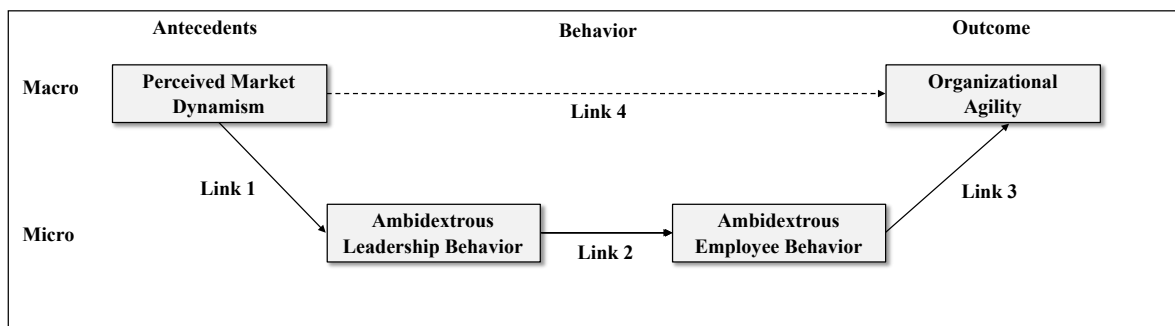 Antecedents
Behavior
Outcome
Macro
Perceived Market
Dynamism
Organizational
Agility
Link 4
Link 1
Link 3
Micro
Ambidextrous
Leadership Behavior
Ambidextrous
Employee Behavior
Link 2